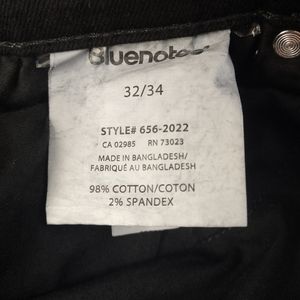 Bluenotes
32/34
STYLE# 656-2022
CA 02985 RN 73023
MADE IN BANGLADESH/
FABRIQUÉ AU BANGLADESH
98% COTTON/COTON
2% SPANDEX